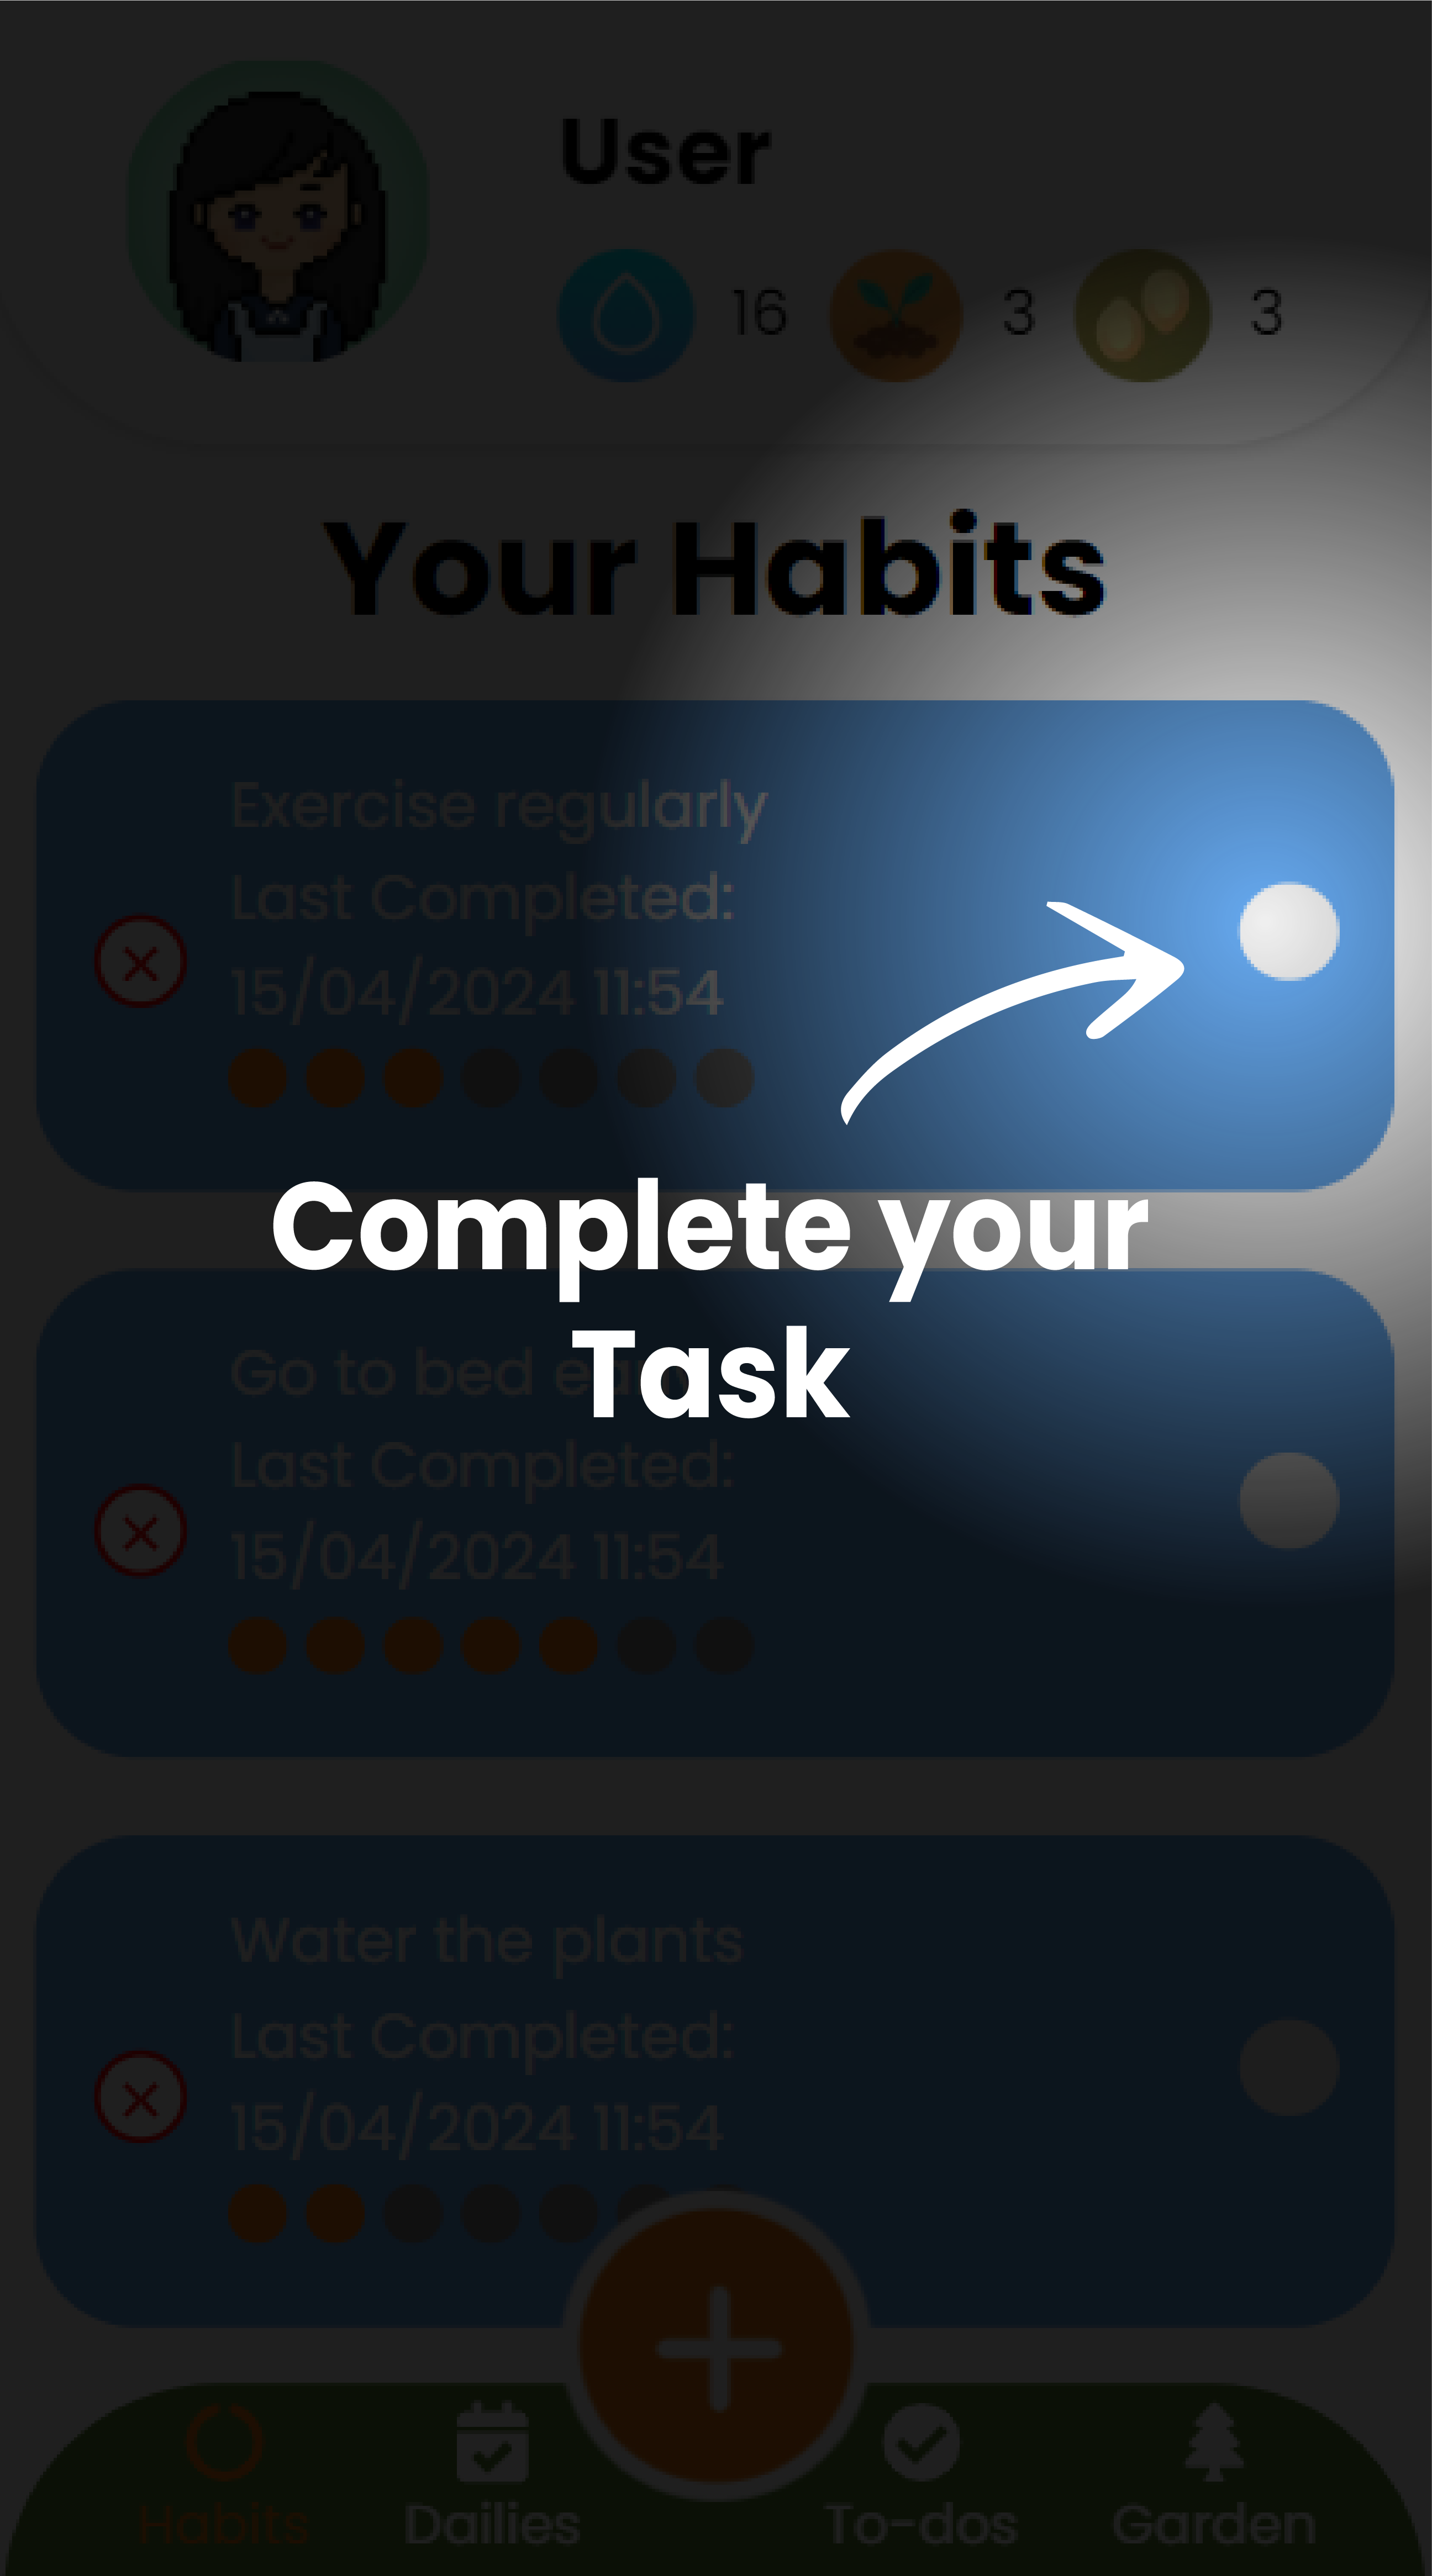 User
16 3 3
Your Habits
Exercise regularly
Last Completed:
15/04/2024 11:54
Complete your
Task
Go to bed
Last Completed:
15/04/2024 11:54
Water the plants
Last Completed:
15/04/2024 11:54
Habits Dailies To-dos Garden